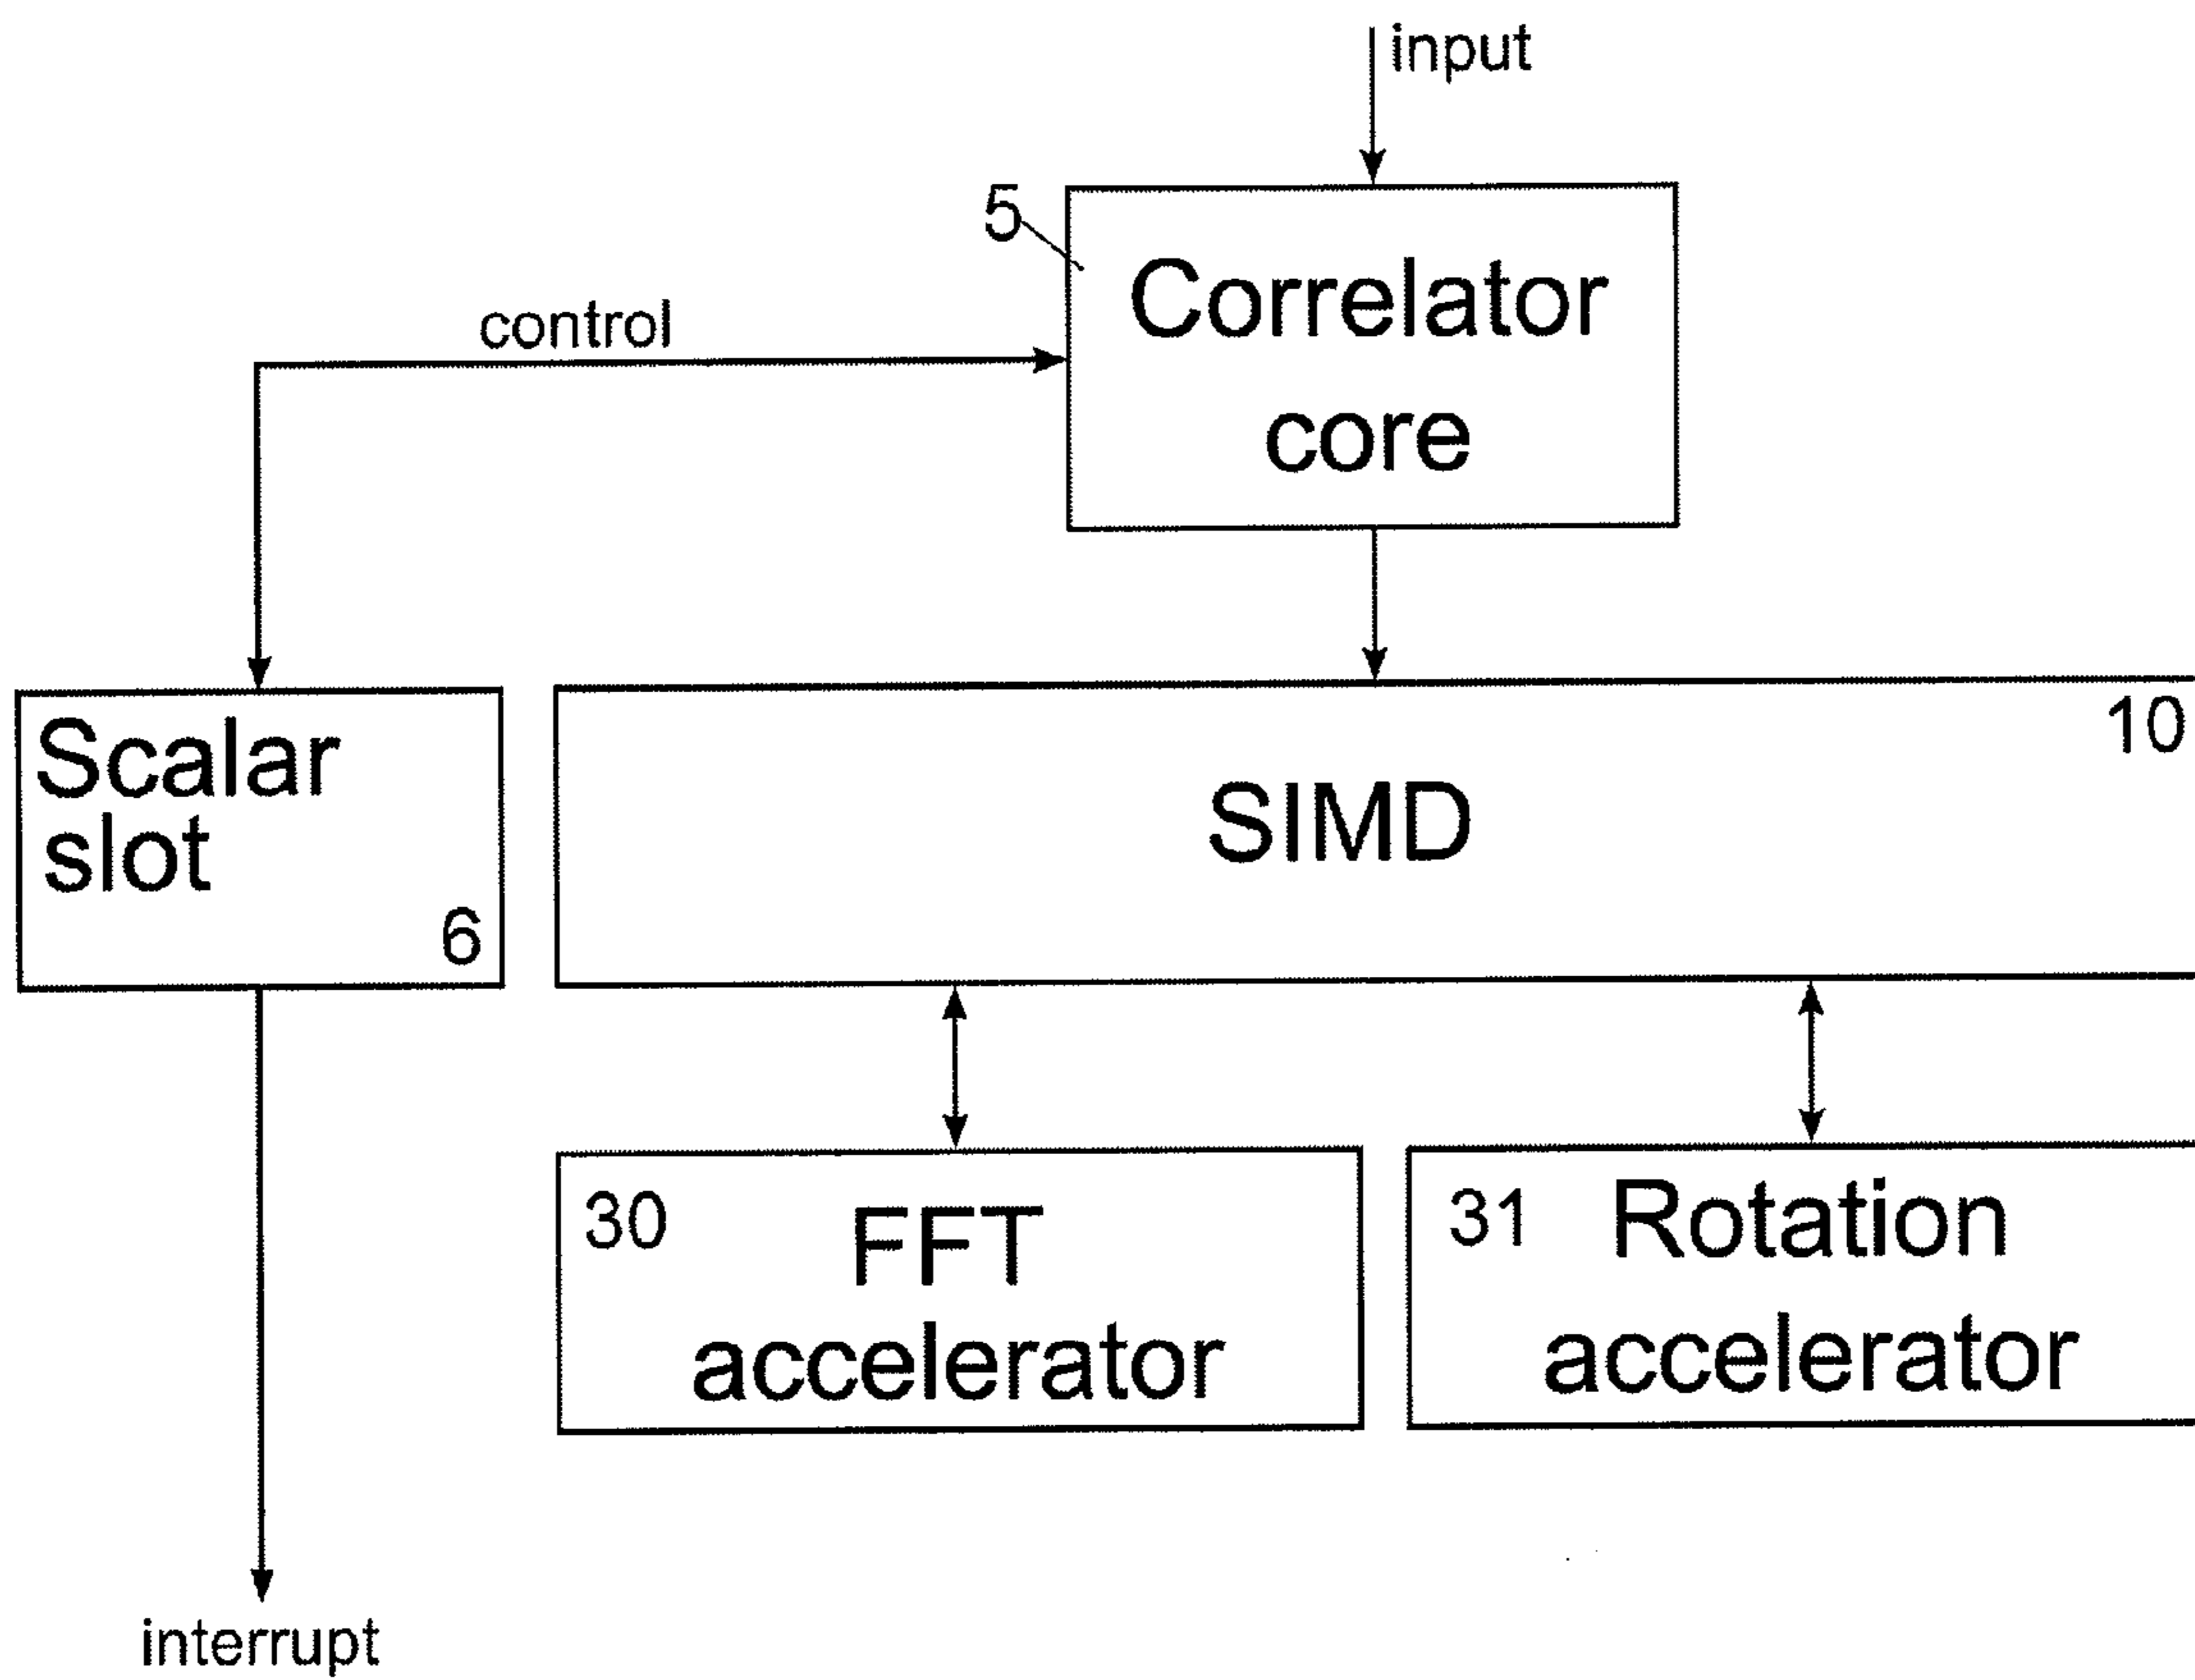 input
5
Correlator
core
control
Scalar
slot
6
10
SIMD
30
FFT
accelerator
31
Rotation
accelerator
interrupt